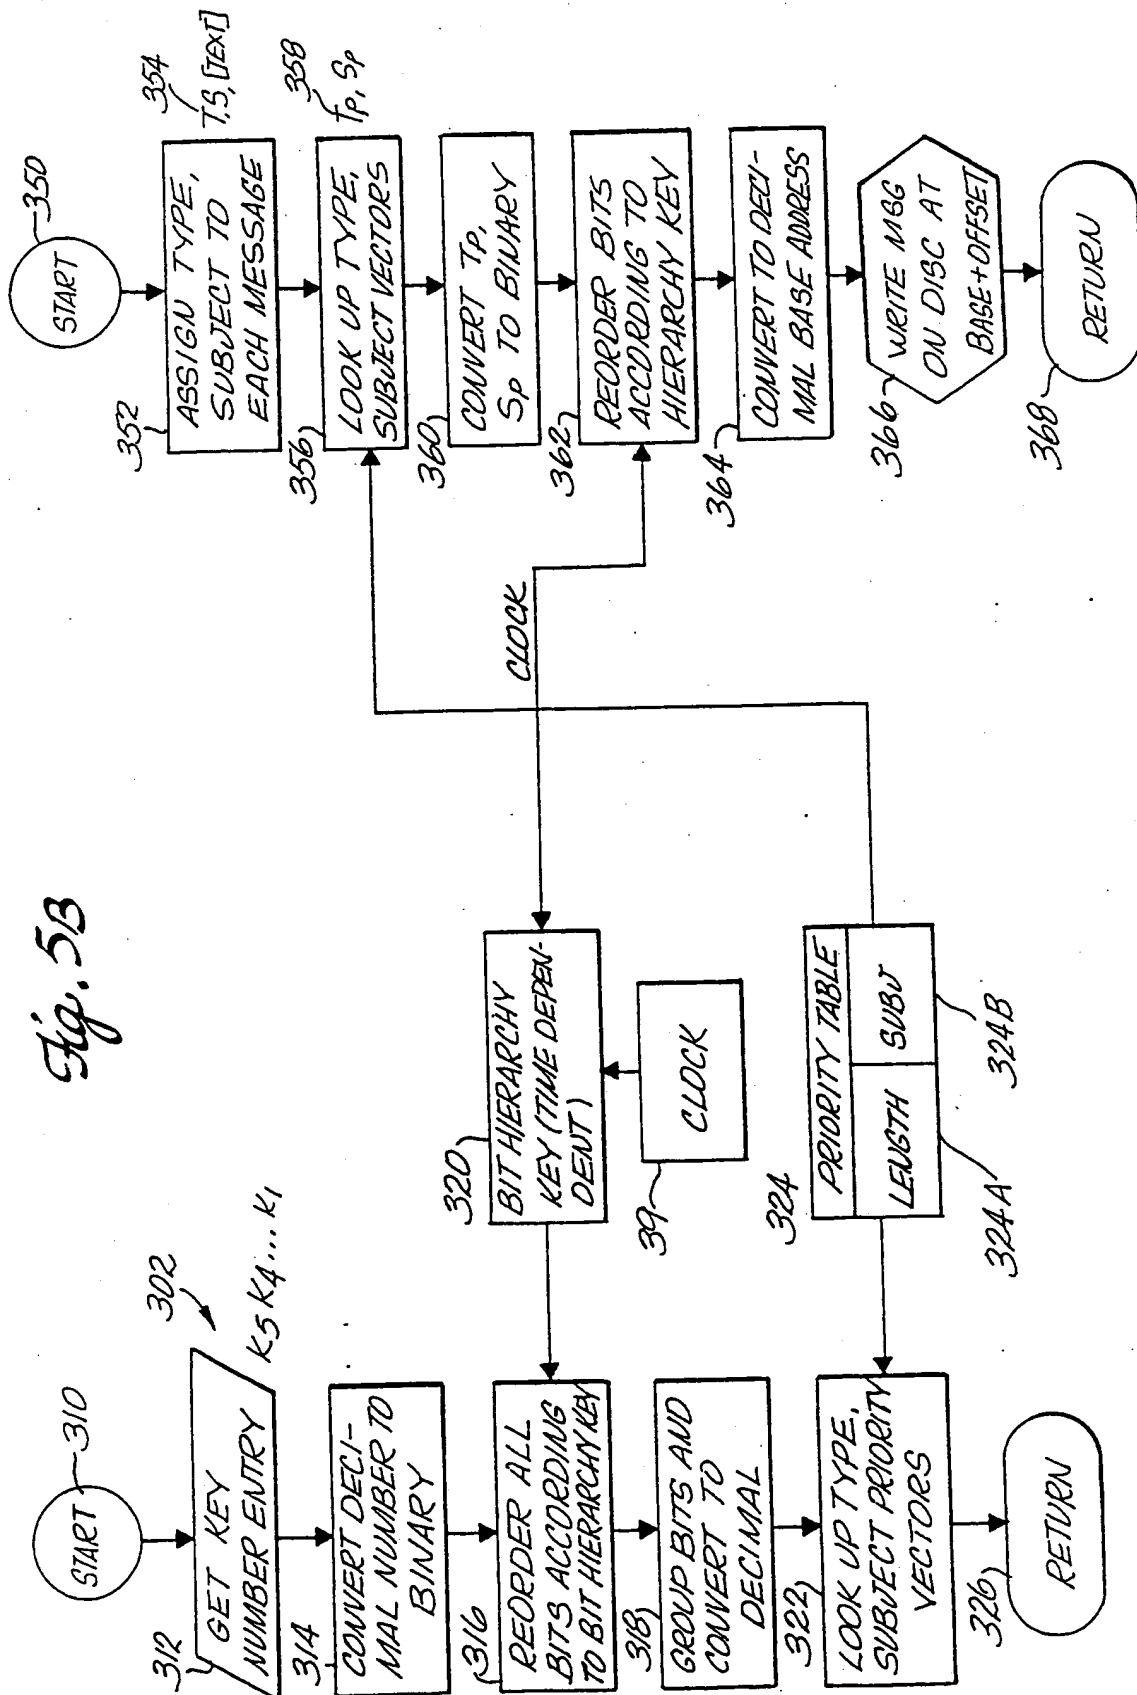 Fig. 5B
302
START
310
312
GET KEY
NUMBER ENTRY
K5 K4 ... K1
314
CONVERT DECI-
MAL NUMBER TO
BINARY
316
REORDER ALL
BITS ACCORDING
TO BIT HIERARCHY KEY
318
GROUP BITS AND
CONVERT TO
DECIMAL
322
LOOK UP TYPE,
SUBJECT PRIORITY
VECTORS
326
RETURN
320
BIT HIERARCHY
KEY (TIME DEPEN-
DENT)
39
CLOCK
324
PRIORITY TABLE
LENGTH
SUBJ
324A
324B
CLOCK
START
350
352
ASSIGN TYPE,
SUBJECT TO
EACH MESSAGE
354
T,S,[TEXT]
356
LOOK UP TYPE,
SUBJECT VECTORS
358
TP, SP
360
CONVERT TP,
SP TO BINARY
362
REORDER BITS
ACCORDING TO
HIERARCHY KEY
364
CONVERT TO DECI-
MAL BASE ADDRESS
366
WRITE MSG
ON DISC AT
BASE+OFFSET
368
RETURN